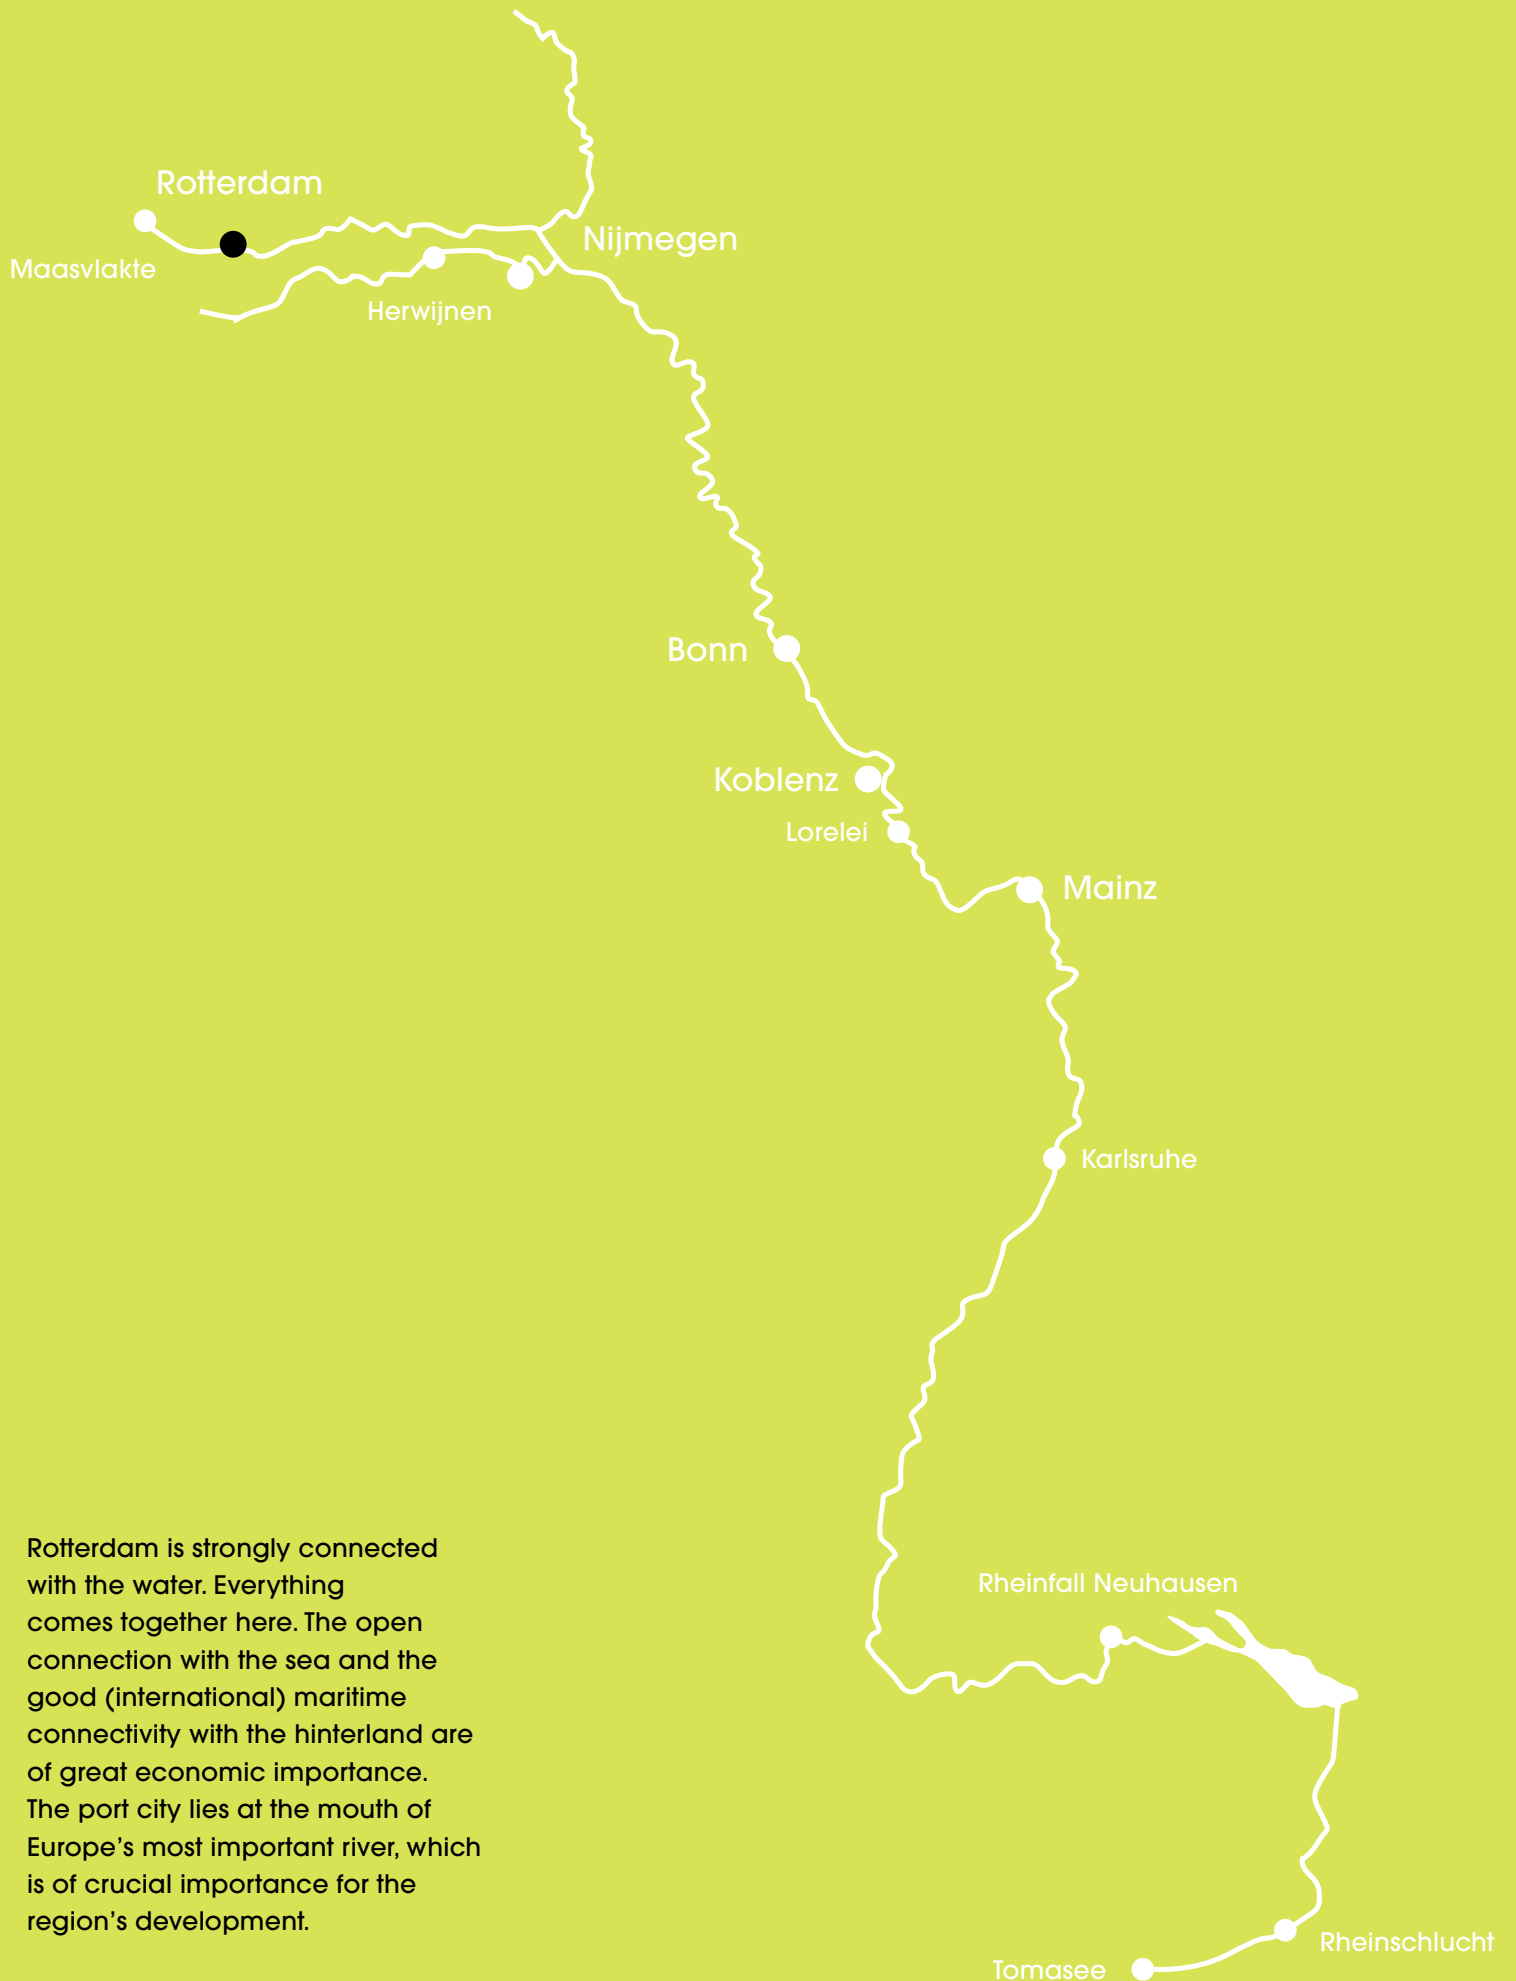 Rotterdam
Nijmegen
Maasvlakte
Herwijnen
Bonn
Koblenz
Lorelei
Mainz
Karlsruhe
Rheinfall Neuhausen
Rotterdam is strongly connected
with the water. Everything
comes together here. The open
connection with the sea and the
good (international) maritime
connectivity with the hinterland are
of great economic importance.
The port city lies at the mouth of
Europe’s most important river, which
is of crucial importance for the
region’s development.
Rheinschlucht
Tomasee